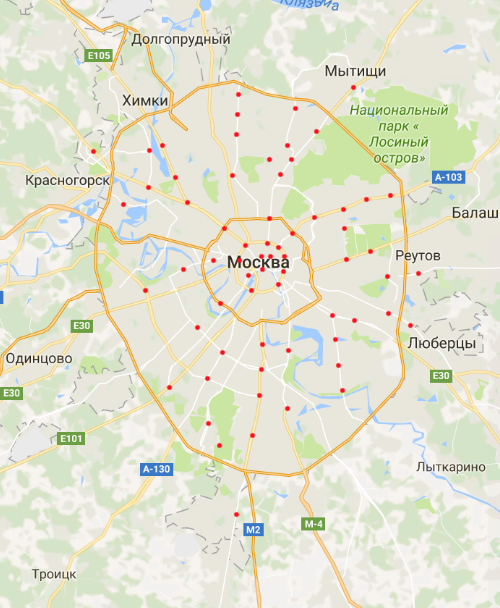 Клязьма
Долгопрудный
E105
Мытищи
Химки
Национальный
парк «
Лосиный
остров»
A-103
Красногорск
Балаш
Реутов
Москва
E30
Люберцы
Одинцово
E30
E30
E101
A-130
Лыткарино
M2
M-4
Троицк